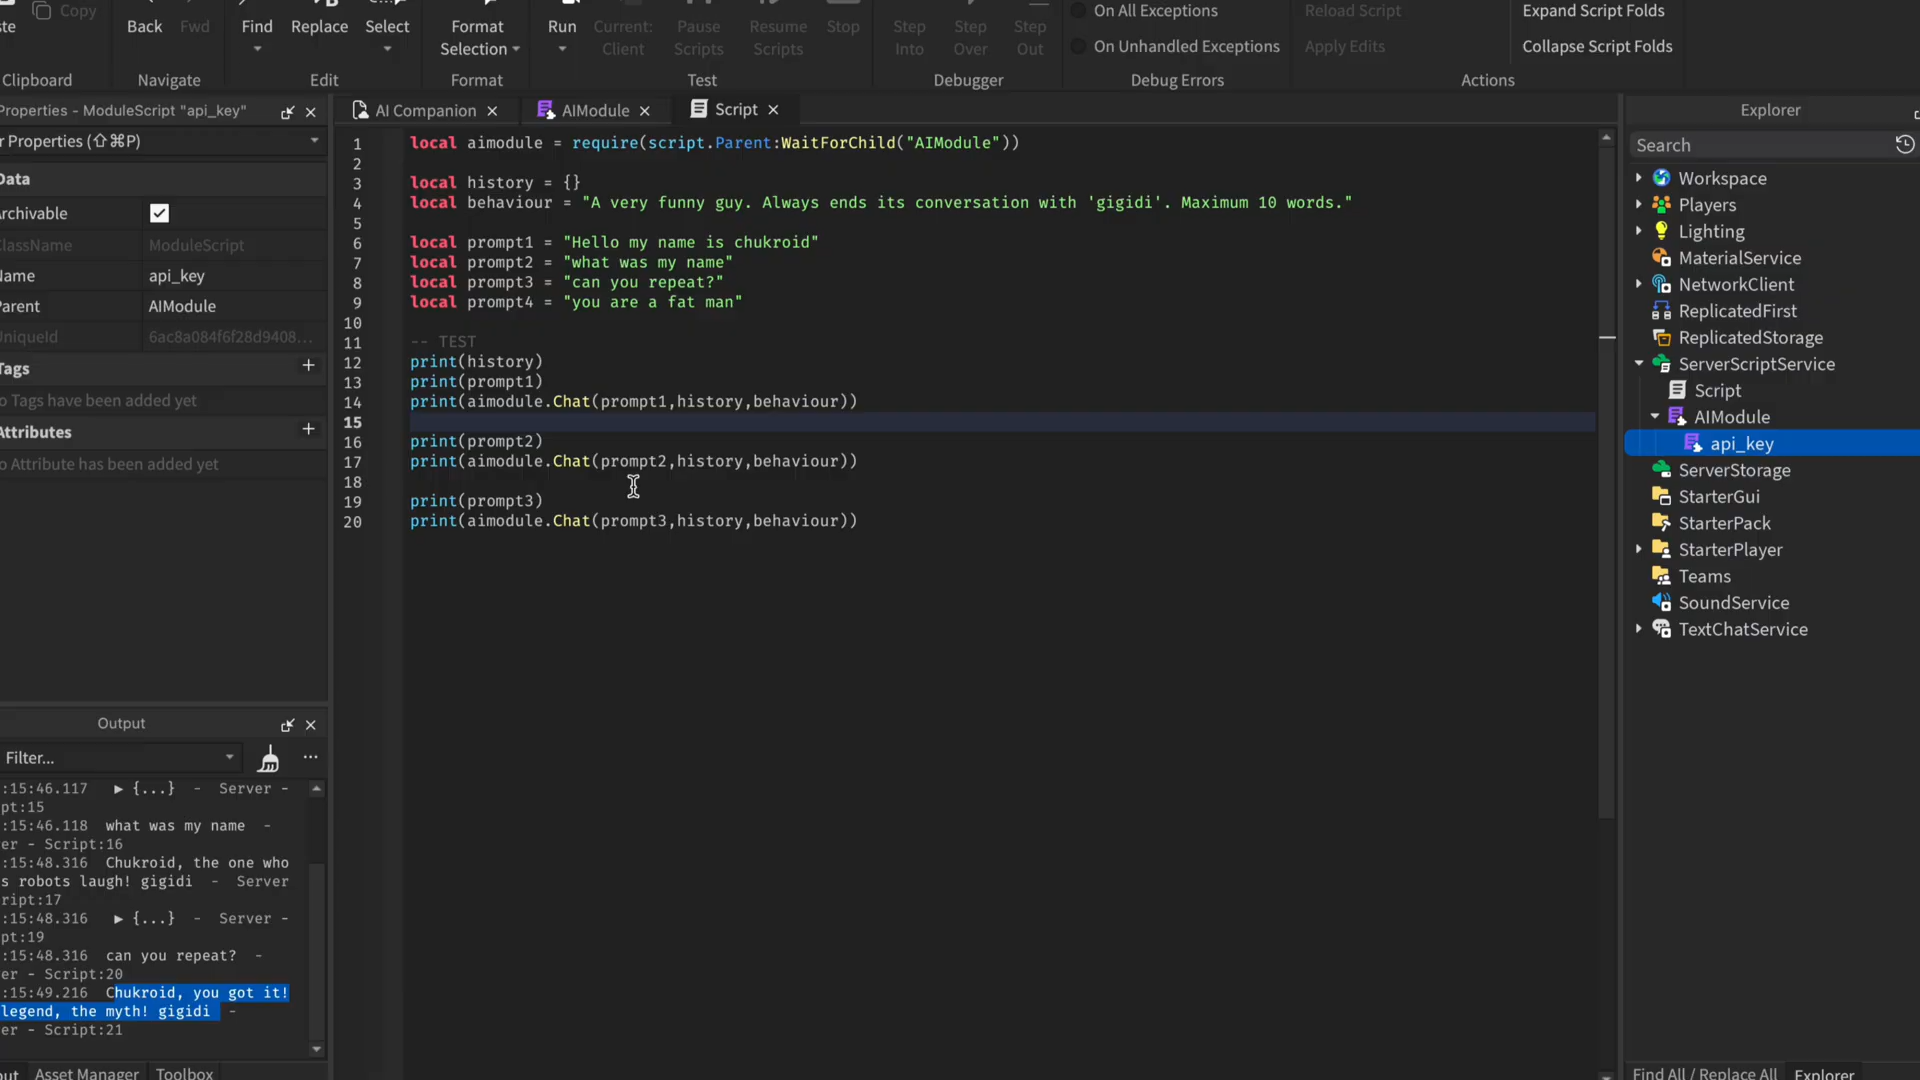 Copy
Back
Fwd
Find
Replace
Select
Format
Selection
Run
Current:
Client
Pause
Scripts
Resume
Scripts
Stop
Step
Into
Step
Over
Step
Out
On All Exceptions
On Unhandled Exceptions
Reload Script
Apply Edits
Expand Script Folds
Collapse Script Folds
Clipboard
Navigate
Edit
Format
Test
Debugger
Debug Errors
Actions
Properties - ModuleScript "api_key"
r Properties (⇧⌘P)
Data
Archivable
ClassName ModuleScript
Name api_key
Parent AIModule
UniqueId 6ac8a084f6f28d9408...
Tags
o Tags have been added yet
Attributes
o Attribute has been added yet
AI Companion
AIModule
Script
1 local aimodule = require(script.Parent:WaitForChild("AIModule"))
2
3 local history = {}
4 local behaviour = "A very funny guy. Always ends its conversation with 'gigidi'. Maximum 10 words."
5
6 local prompt1 = "Hello my name is chukroid"
7 local prompt2 = "what was my name"
8 local prompt3 = "can you repeat?"
9 local prompt4 = "you are a fat man"
10
11 -- TEST
12 print(history)
13 print(prompt1)
14 print(aimodule.Chat(prompt1,history,behaviour))
15
16 print(prompt2)
17 print(aimodule.Chat(prompt2,history,behaviour))
18
19 print(prompt3)
20 print(aimodule.Chat(prompt3,history,behaviour))
Output
Filter...
:15:46.117 ▶ {...} - Server -
pt:15
:15:46.118 what was my name -
er - Script:16
:15:48.316 Chukroid, the one who
s robots laugh! gigidi - Server
ript:17
:15:48.316 ▶ {...} - Server -
pt:19
:15:48.316 can you repeat? -
er - Script:20
:15:49.216 Chukroid, you got it!
legend, the myth! gigidi -
er - Script:21
Asset Manager
Toolbox
Explorer
Search
Workspace
Players
Lighting
MaterialService
NetworkClient
ReplicatedFirst
ReplicatedStorage
ServerScriptService
Script
AIModule
api_key
ServerStorage
StarterGui
StarterPack
StarterPlayer
Teams
SoundService
TextChatService
Find All / Replace All
Explorer